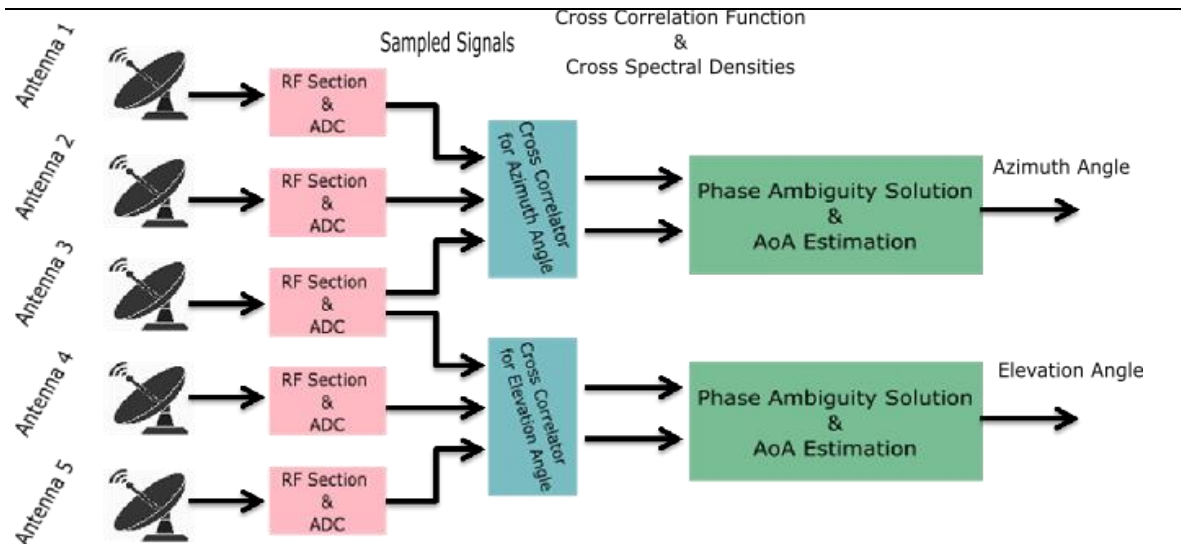 Cross Correlation Function
&
Cross Spectral Densities
Sampled Signals
Antenna 1
RF Section
&
ADC
Antenna 2
RF Section
&
ADC
Cross Correlator
for Azimuth Angle
Phase Ambiguity Solution
&
AoA Estimation
Azimuth Angle
Antenna 3
RF Section
&
ADC
Antenna 4
RF Section
&
ADC
Cross Correlator
for Elevation Angle
Phase Ambiguity Solution
&
AoA Estimation
Elevation Angle
Antenna 5
RF Section
&
ADC